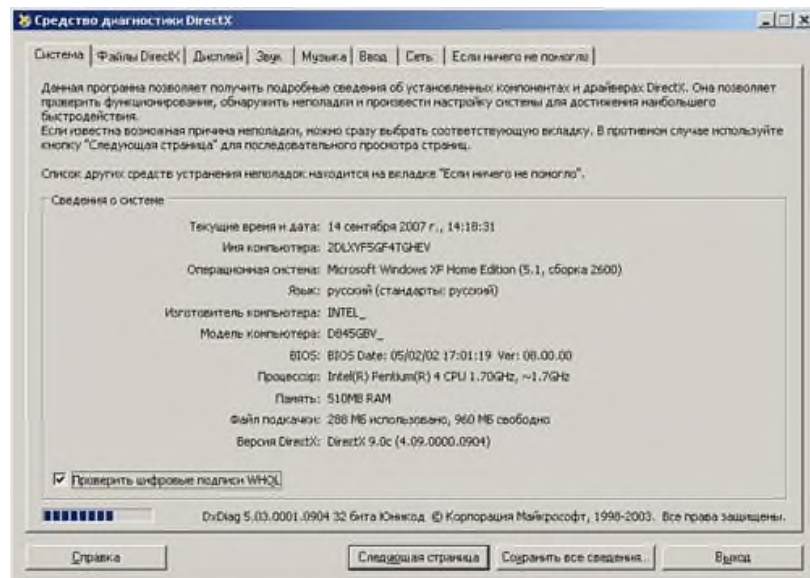 Средство диагностики DirectX
Система Файлы DirectX Дисплей Звук Музыка Ввод Сеть Если ничего не помогло
Данная программа позволяет получить подробные сведения об установленных компонентах и драйверах DirectX. Она позволяет
проверить функционирование, обнаружить неполадки и произвести настройку системы для достижения наибольшего
быстродействия.
Если известна возможная причина неполадки, можно сразу выбрать соответствующую вкладку. В противном случае используйте
кнопку "Следующая страница" для последовательного просмотра страниц.
Список других средств устранения неполадок находится на вкладке "Если ничего не помогло".
Сведения о системе
Текущие время и дата: 14 сентября 2007 г., 14:18:31
Имя компьютера: 2DLXYF5GF4TGHEV
Операционная система: Microsoft Windows XP Home Edition (5.1, сборка 2600)
Язык: русский (стандарты: русский)
Изготовитель компьютера: INTEL_
Модель компьютера: D845GBV_
BIOS: BIOS Date: 05/02/02 17:01:19 Ver: 08.00.00
Процессор: Intel(R) Pentium(R) 4 CPU 1.70GHz, ~1.7GHz
Память: 510MB RAM
Файл подкачки: 288 МБ использовано, 960 МБ свободно
Версия DirectX: DirectX 9.0c (4.09.0000.0904)
Проверить цифровые подписи WHQL
DxDiag 5.03.0001.0904 32 бита Юникод © Корпорация Майкрософт, 1998-2003. Все права защищены.
Справка Следующая страница Сохранить все сведения... Выход